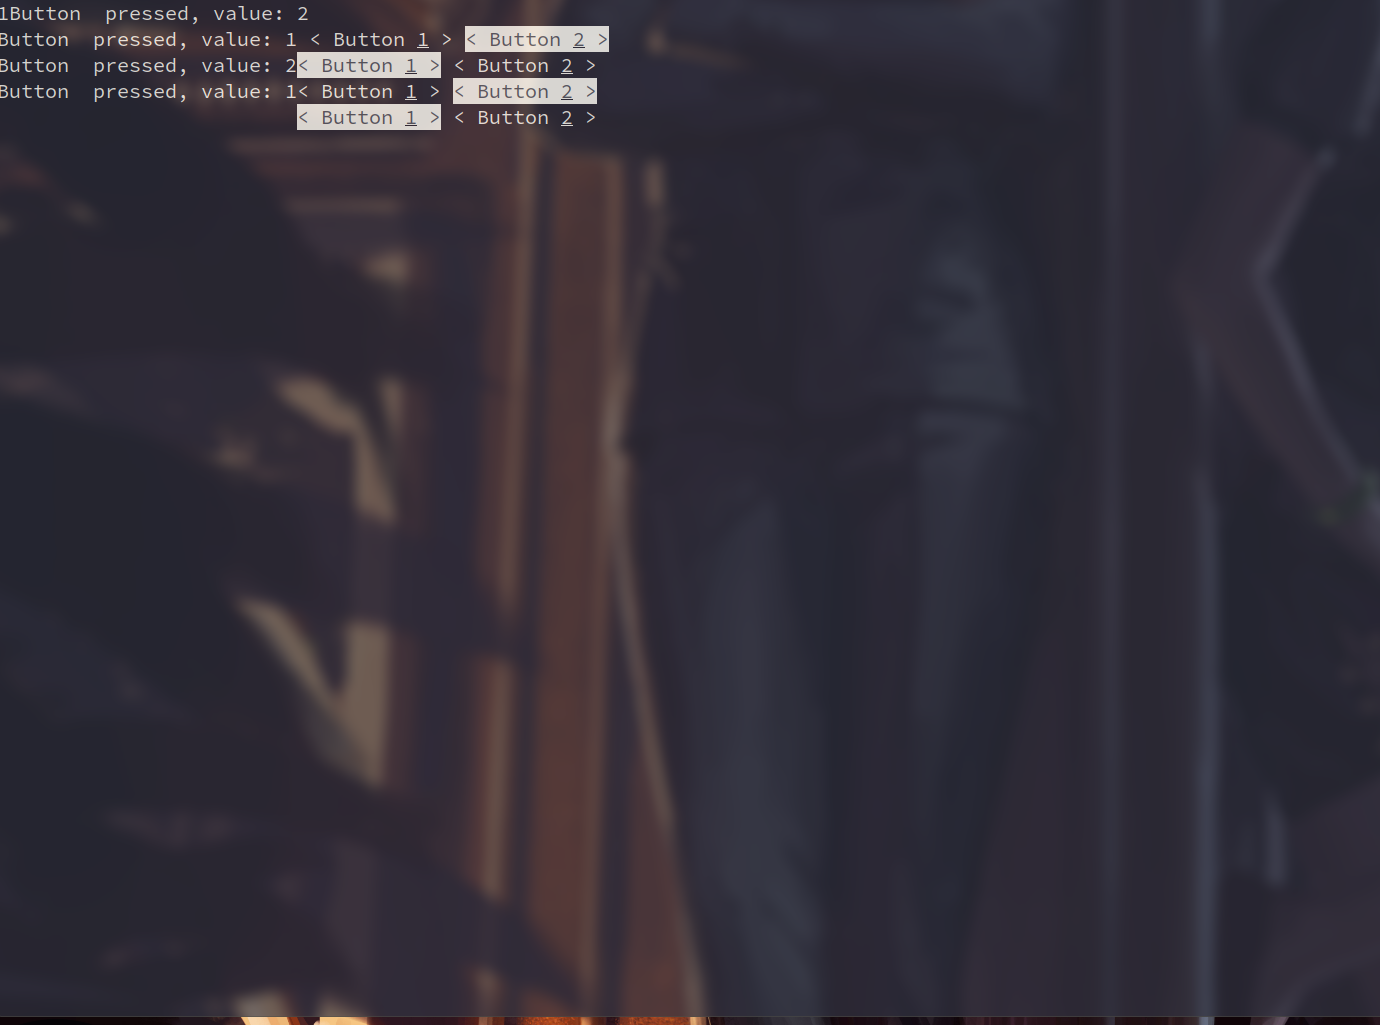 1Button  pressed, value: 2
Button  pressed, value: 1 < Button 1 > < Button 2 >
Button  pressed, value: 2< Button 1 > < Button 2 >
Button  pressed, value: 1< Button 1 > < Button 2 >
< Button 1 > < Button 2 >